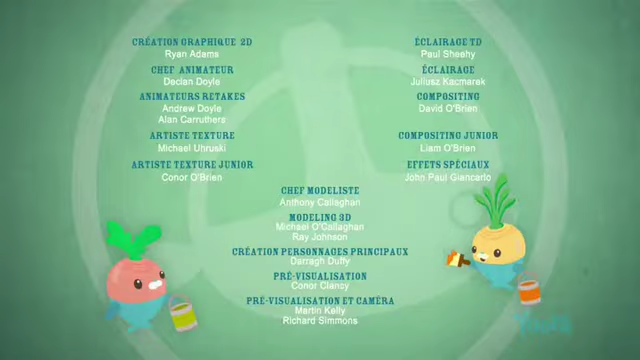 CRÉATION GRAPHIQUE 2D
Ryan Adams
CHEF ANIMATEUR
Declan Doyle
ANIMATEURS RETAKES
Andrew Doyle
Alan Carruthers
ARTISTE TEXTURE
Michael Uhruski
ARTISTE TEXTURE JUNIOR
Conor O'Brien
ÉCLAIRAGE TD
Paul Sheehy
ÉCLAIRAGE
Juliusz Kacmarek
COMPOSITING
David O'Brien
COMPOSITING JUNIOR
Liam O'Brien
EFFETS SPÉCIAUX
John Paul Giancarlo
CHEF MODELISTE
Anthony Callaghan
MODELING 3D
Michael O'Callaghan
Ray Johnson
CRÉATION PERSONNAGES PRINCIPAUX
Darragh Duffy
PRÉ-VISUALISATION
Conor Clancy
PRÉ-VISUALISATION ET CAMÉRA
Martin Kelly
Richard Simmons